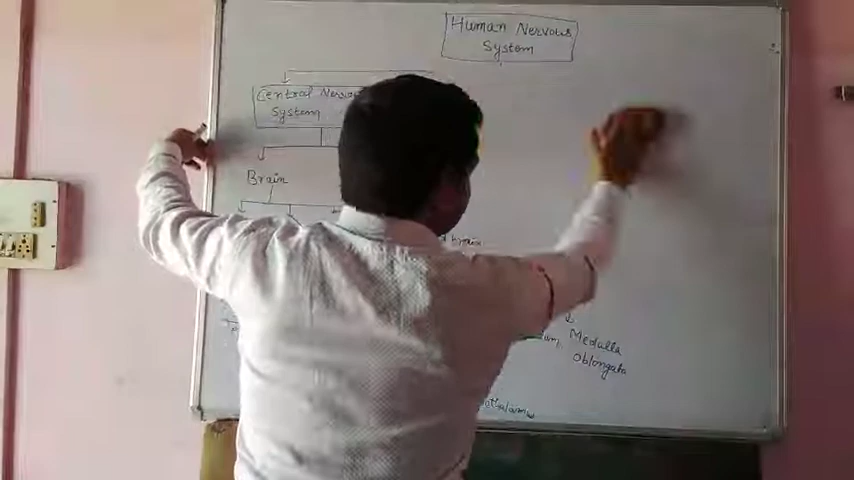 Human Nervous
System
Central Nervous
System
Brain
brain
Medulla
Oblongata